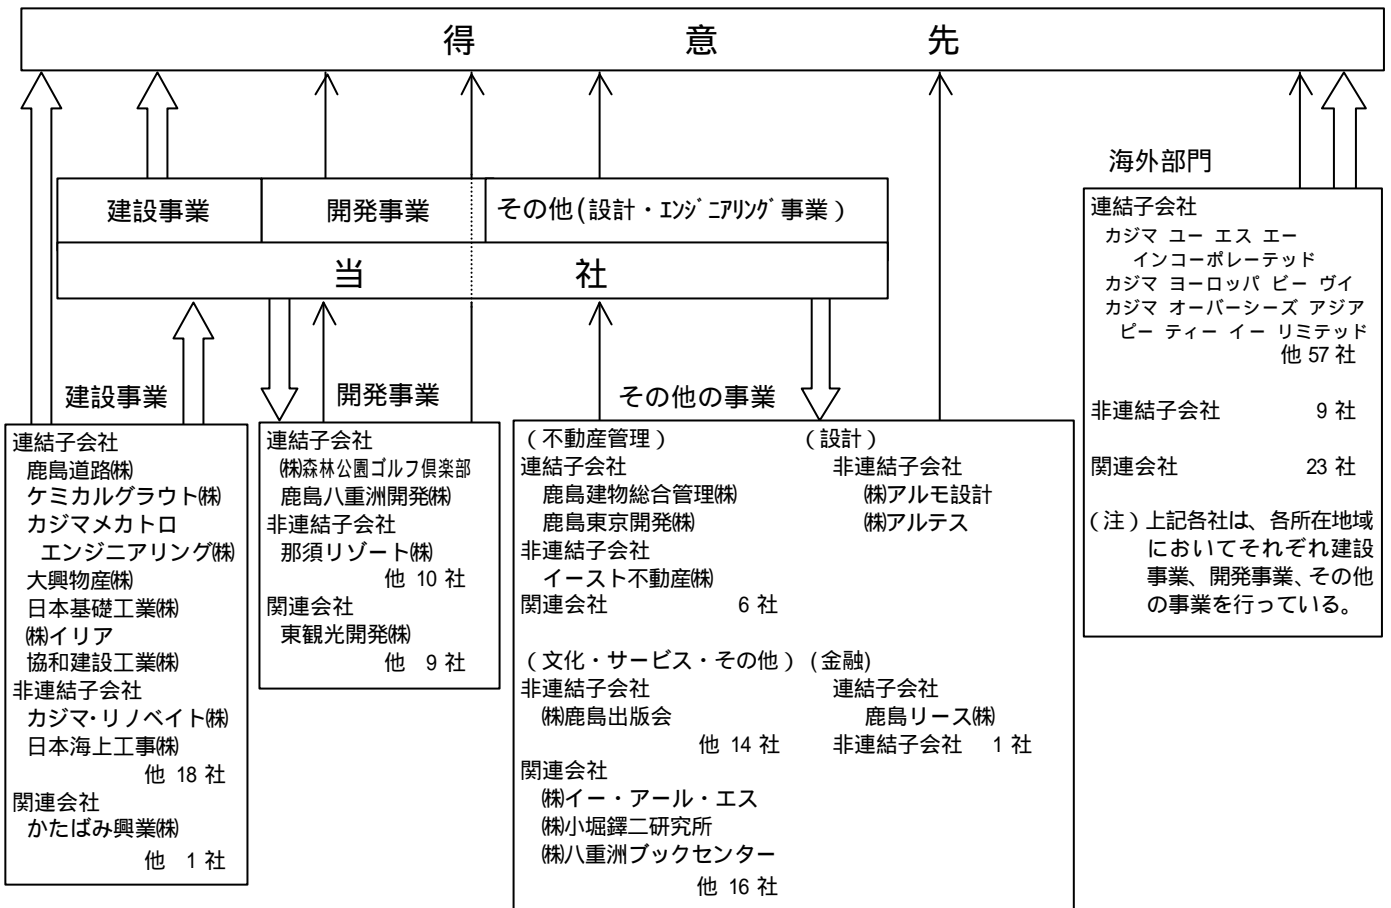 得意先
海外部門
建設事業
開発事業
その他(設計・ｴﾝｼﾞﾆｱﾘﾝｸﾞ事業）
当社
建設事業
連結子会社
鹿島道路㈱
ケミカルグラウト㈱
カジマメカトロ
エンジニアリング㈱
大興物産㈱
日本基礎工業㈱
㈱イリア
協和建設工業㈱
非連結子会社
カジマ・リノベイト㈱
日本海上工事㈱
他 18 社
関連会社
かたばみ興業㈱
他 1 社
開発事業
連結子会社
㈱森林公園ゴルフ倶楽部
鹿島八重洲開発㈱
非連結子会社
那須リゾート㈱
他 10 社
関連会社
東観光開発㈱
他 9 社
その他の事業
（不動産管理）
連結子会社
鹿島建物総合管理㈱
鹿島東京開発㈱
非連結子会社
イースト不動産㈱
関連会社 6 社
（設計）
非連結子会社
㈱アルモ設計
㈱アルテス
（文化・サービス・その他）
非連結子会社
㈱鹿島出版会
他 14 社
関連会社
㈱イー・アール・エス
㈱小堀鐸二研究所
㈱八重洲ブックセンター
他 16 社
(金融)
連結子会社
鹿島リース㈱
非連結子会社 1 社
連結子会社
カジマ ユー エス エー
インコーポレーテッド
カジマ ヨーロッパ ビー ヴィ
カジマ オーバーシーズ アジア
ピー ティー イー リミテッド
他 57 社
非連結子会社 9 社
関連会社 23 社
（注）上記各社は、各所在地域
においてそれぞれ建設
事業、開発事業、その他
の事業を行っている。